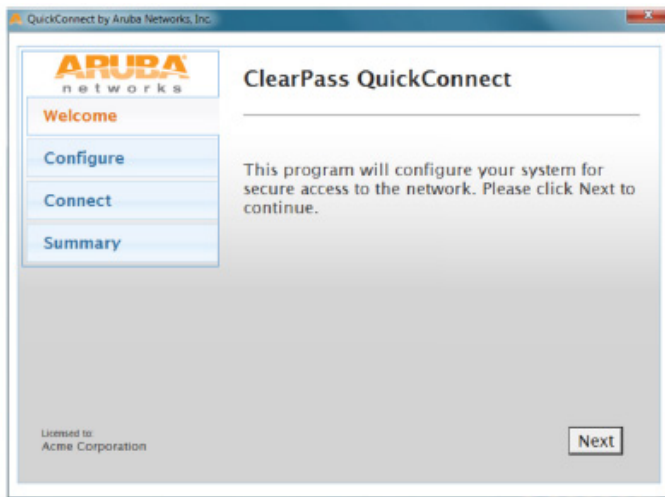 QuickConnect by Aruba Networks, Inc.
ARUBA
networks
Welcome
Configure
Connect
Summary
ClearPass QuickConnect
This program will configure your system for
secure access to the network. Please click Next to
continue.
Licensed to:
Acme Corporation
Next